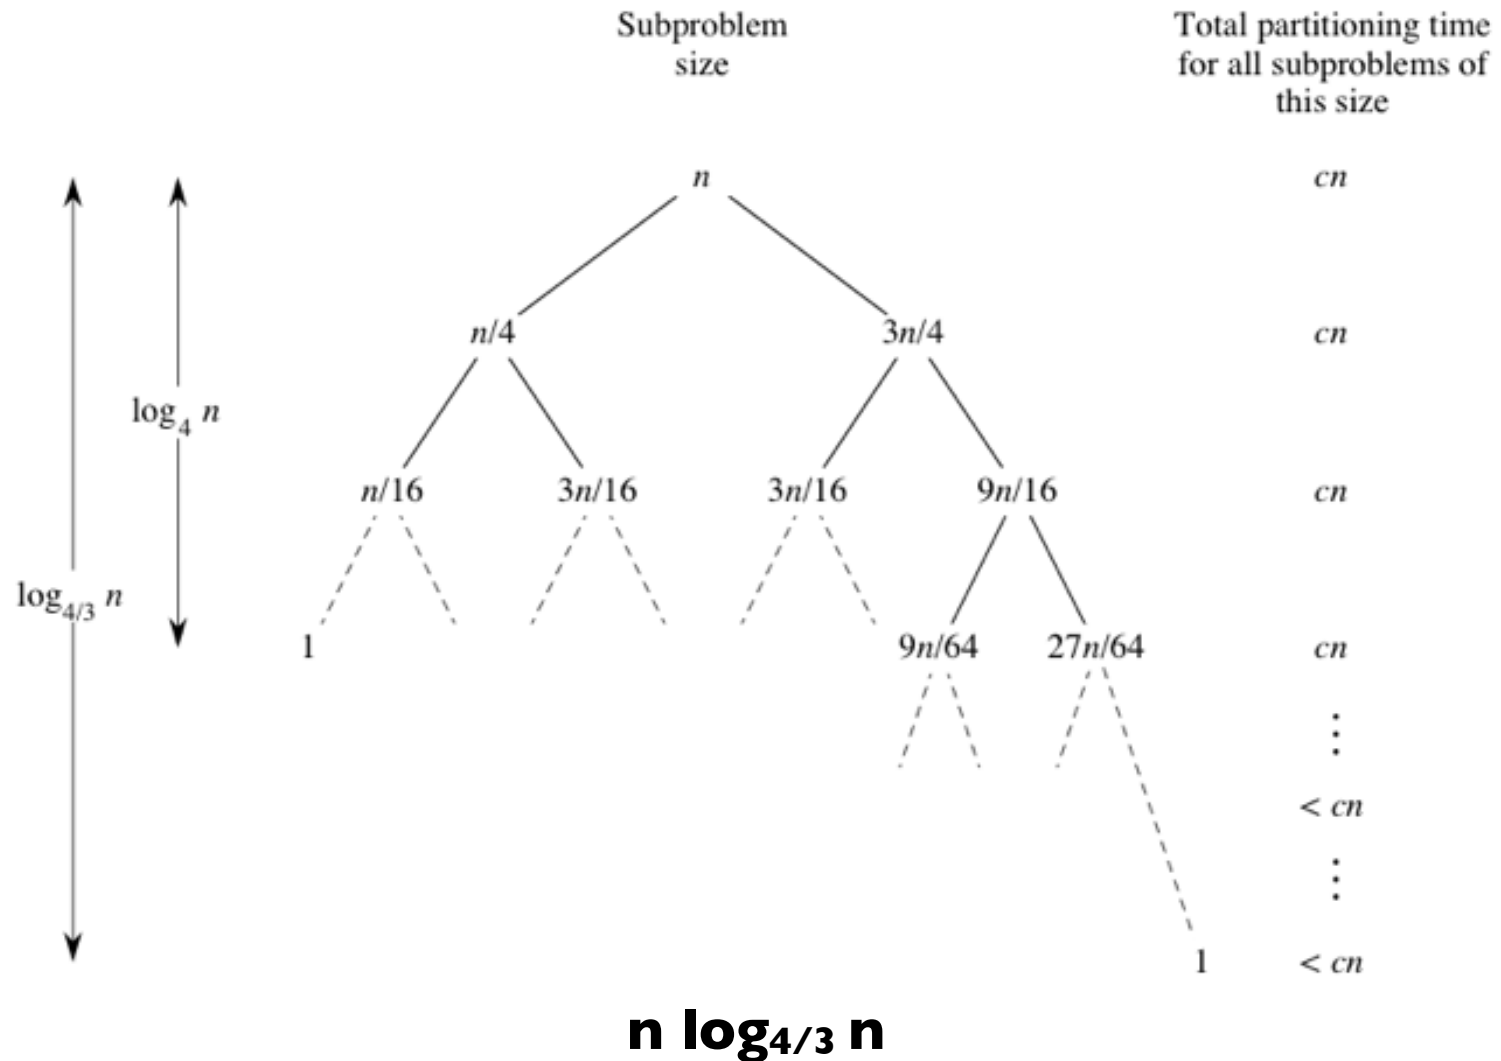 Subproblem
size
Total partitioning time
for all subproblems of
this size
n
cn
n/4
3n/4
cn
log₄ n
n/16
3n/16
3n/16
9n/16
cn
log₄/₃ n
1
9n/64
27n/64
cn
⋮
< cn
⋮
1
< cn
n log₄/₃ n